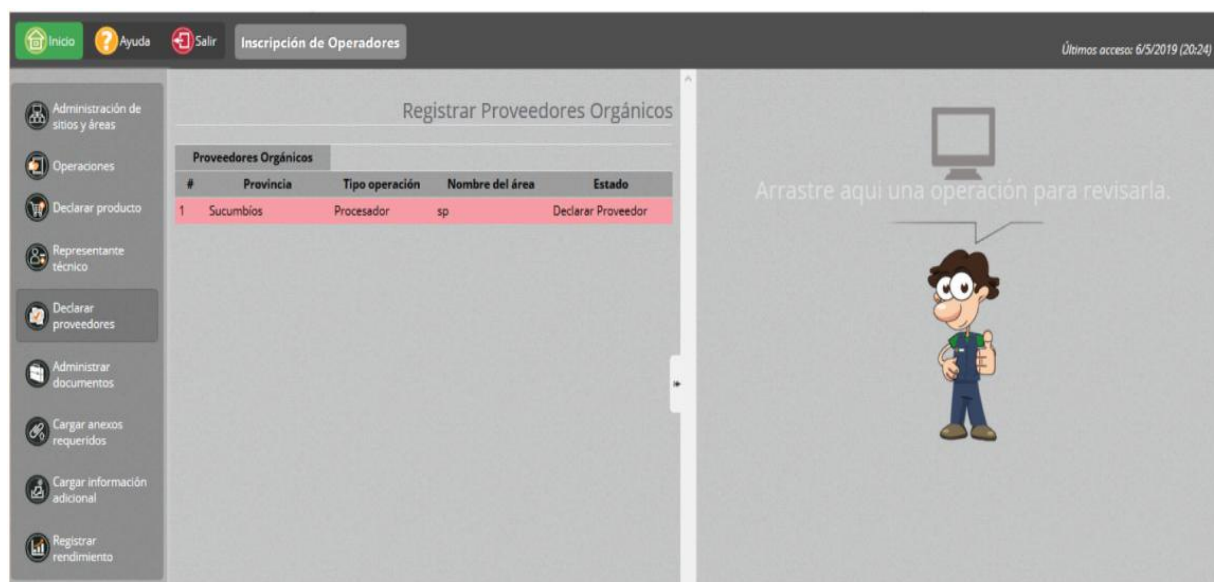 Inicio
Ayuda
Salir
Inscripción de Operadores
Últimos acceso: 6/5/2019 (20:24)
Administración de
sitios y áreas
Operaciones
Declarar producto
Representante
técnico
Declarar
proveedores
Administrar
documentos
Cargar anexos
requeridos
Cargar información
adicional
Registrar
rendimiento
Registrar Proveedores Orgánicos
Proveedores Orgánicos
# Provincia Tipo operación Nombre del área Estado
1 Sucumbíos Procesador sp Declarar Proveedor
Arrastre aqui una operación para revisarla.